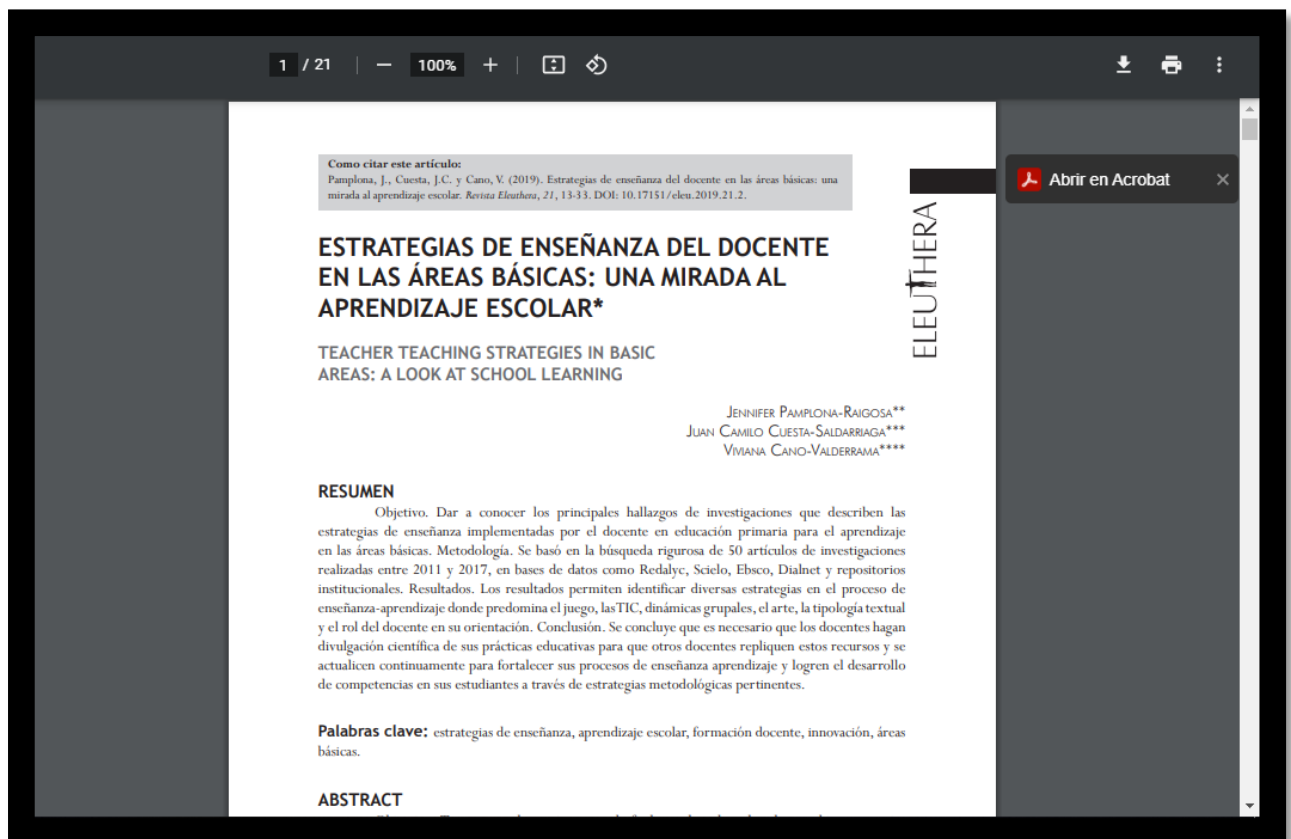 1 / 21
100%
Abrir en Acrobat
Como citar este artículo:
Pamplona, J., Cuesta, J.C. y Cano, V. (2019). Estrategias de enseñanza del docente en las áreas básicas: una
mirada al aprendizaje escolar. Revista Eleuthera, 21, 13-33. DOI: 10.17151/eleu.2019.21.2.
ELEUTHERA
ESTRATEGIAS DE ENSEÑANZA DEL DOCENTE
EN LAS ÁREAS BÁSICAS: UNA MIRADA AL
APRENDIZAJE ESCOLAR*
TEACHER TEACHING STRATEGIES IN BASIC
AREAS: A LOOK AT SCHOOL LEARNING
Jennifer Pamplona-Raigosa**
Juan Camilo Cuesta-Saldarriaga***
Viviana Cano-Valderrama****
RESUMEN
Objetivo. Dar a conocer los principales hallazgos de investigaciones que describen las
estrategias de enseñanza implementadas por el docente en educación primaria para el aprendizaje
en las áreas básicas. Metodología. Se basó en la búsqueda rigurosa de 50 artículos de investigaciones
realizadas entre 2011 y 2017, en bases de datos como Redalyc, Scielo, Ebsco, Dialnet y repositorios
institucionales. Resultados. Los resultados permiten identificar diversas estrategias en el proceso de
enseñanza-aprendizaje donde predomina el juego, las TIC, dinámicas grupales, el arte, la tipología textual
y el rol del docente en su orientación. Conclusión. Se concluye que es necesario que los docentes hagan
divulgación científica de sus prácticas educativas para que otros docentes repliquen estos recursos y se
actualicen continuamente para fortalecer sus procesos de enseñanza aprendizaje y logren el desarrollo
de competencias en sus estudiantes a través de estrategias metodológicas pertinentes.
Palabras clave: estrategias de enseñanza, aprendizaje escolar, formación docente, innovación, áreas
básicas.
ABSTRACT